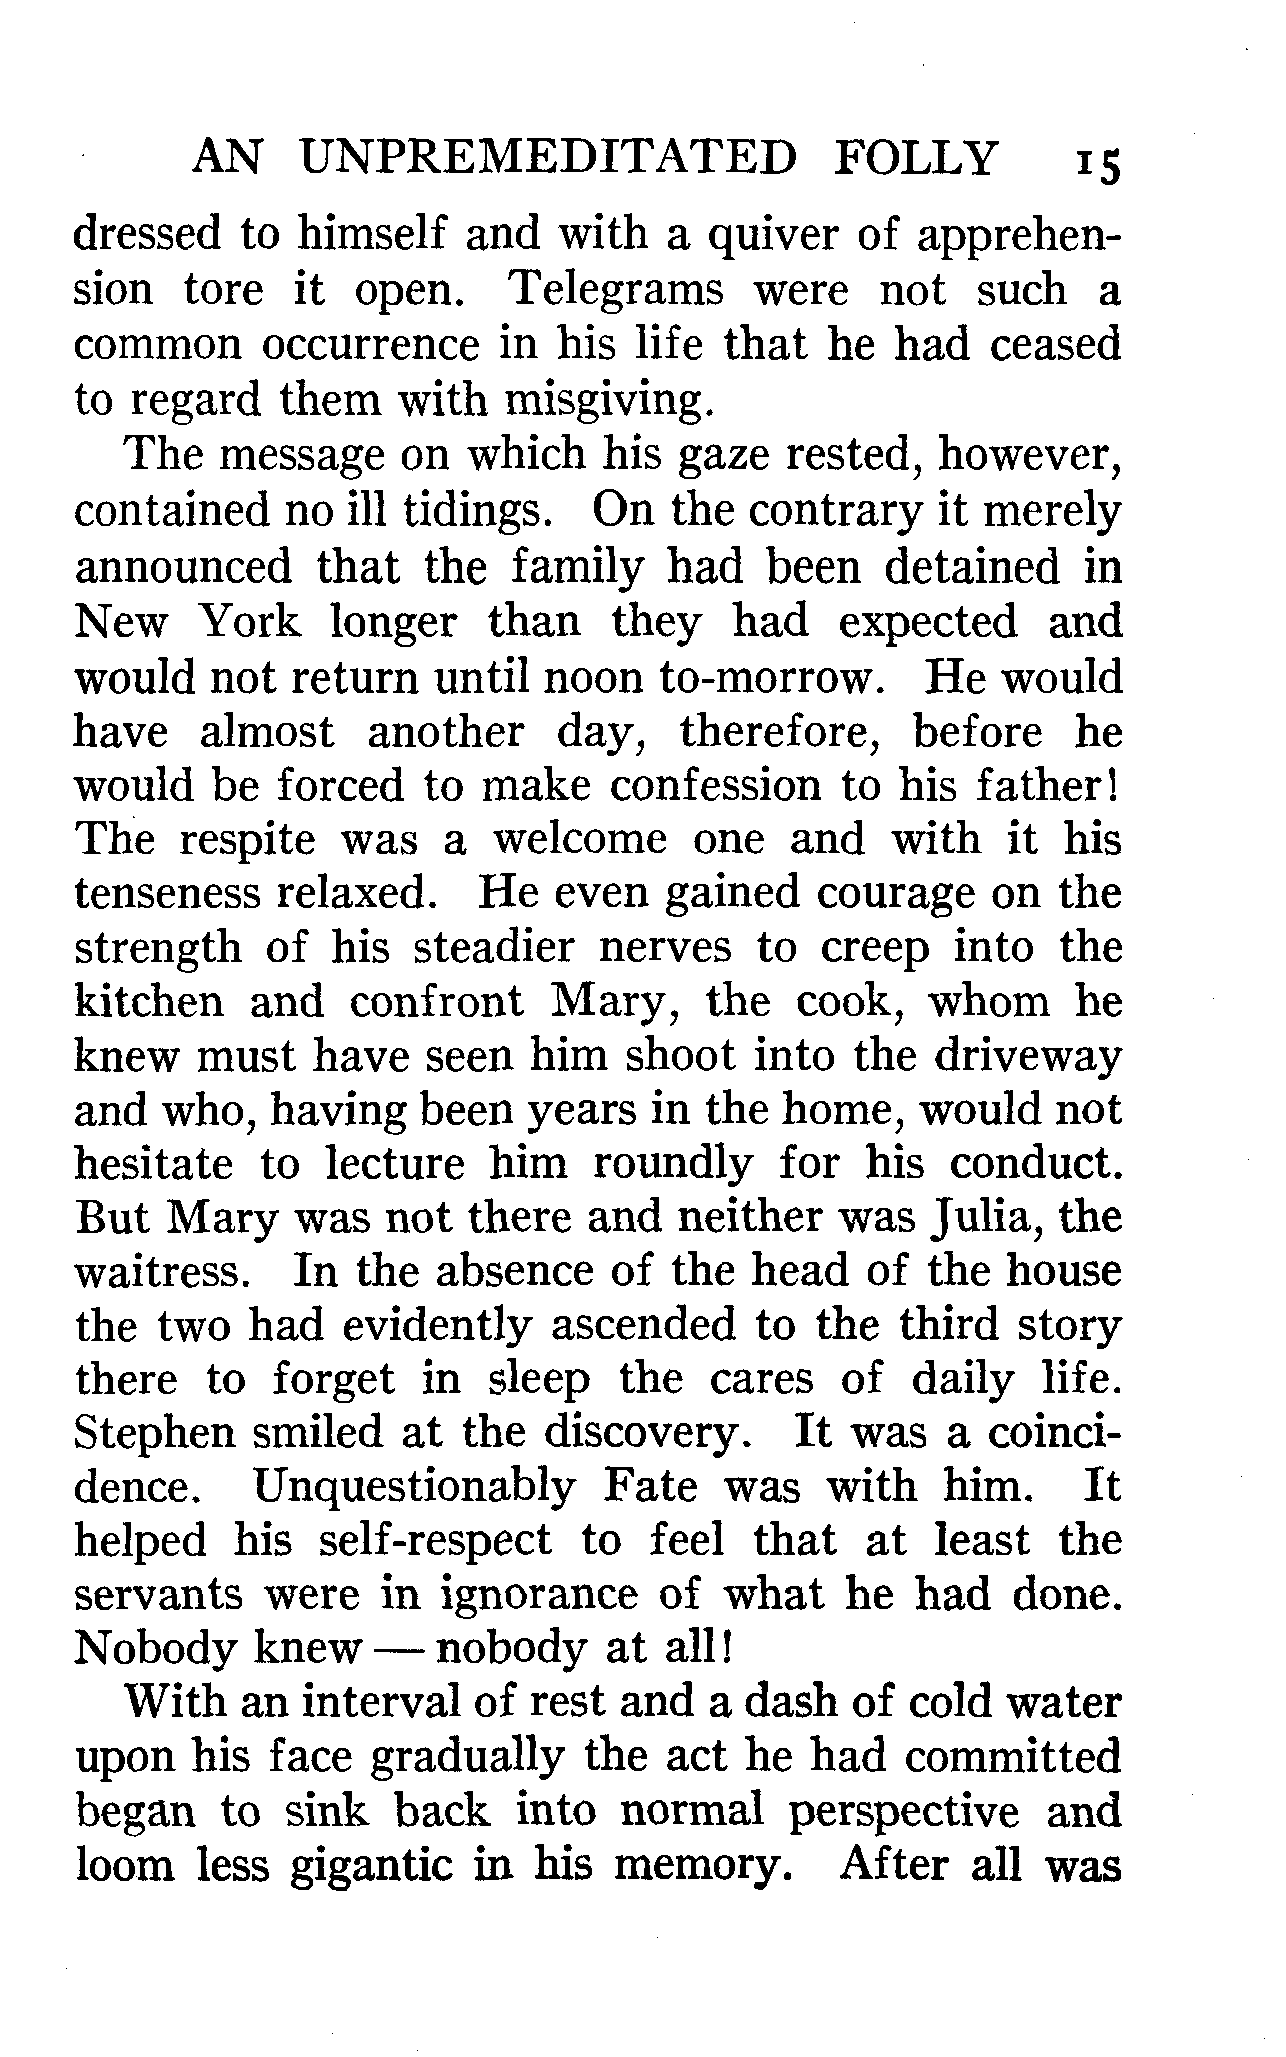 AN UNPREMEDITATED FOLLY 15
dressed to himself and with a quiver of apprehen-
sion tore it open. Telegrams were not such a
common occurrence in his life that he had ceased
to regard them with misgiving.
The message on which his gaze rested, however,
contained no ill tidings. On the contrary it merely
announced that the family had been detained in
New York longer than they had expected and
would not return until noon to-morrow. He would
have almost another day, therefore, before he
would be forced to make confession to his father!
The respite was a welcome one and with it his
tenseness relaxed. He even gained courage on the
strength of his steadier nerves to creep into the
kitchen and confront Mary, the cook, whom he
knew must have seen him shoot into the driveway
and who, having been years in the home, would not
hesitate to lecture him roundly for his conduct.
But Mary was not there and neither was Julia, the
waitress. In the absence of the head of the house
the two had evidently ascended to the third story
there to forget in sleep the cares of daily life.
Stephen smiled at the discovery. It was a coinci-
dence. Unquestionably Fate was with him. It
helped his self-respect to feel that at least the
servants were in ignorance of what he had done.
Nobody knew — nobody at all!
With an interval of rest and a dash of cold water
upon his face gradually the act he had committed
began to sink back into normal perspective and
loom less gigantic in his memory. After all was